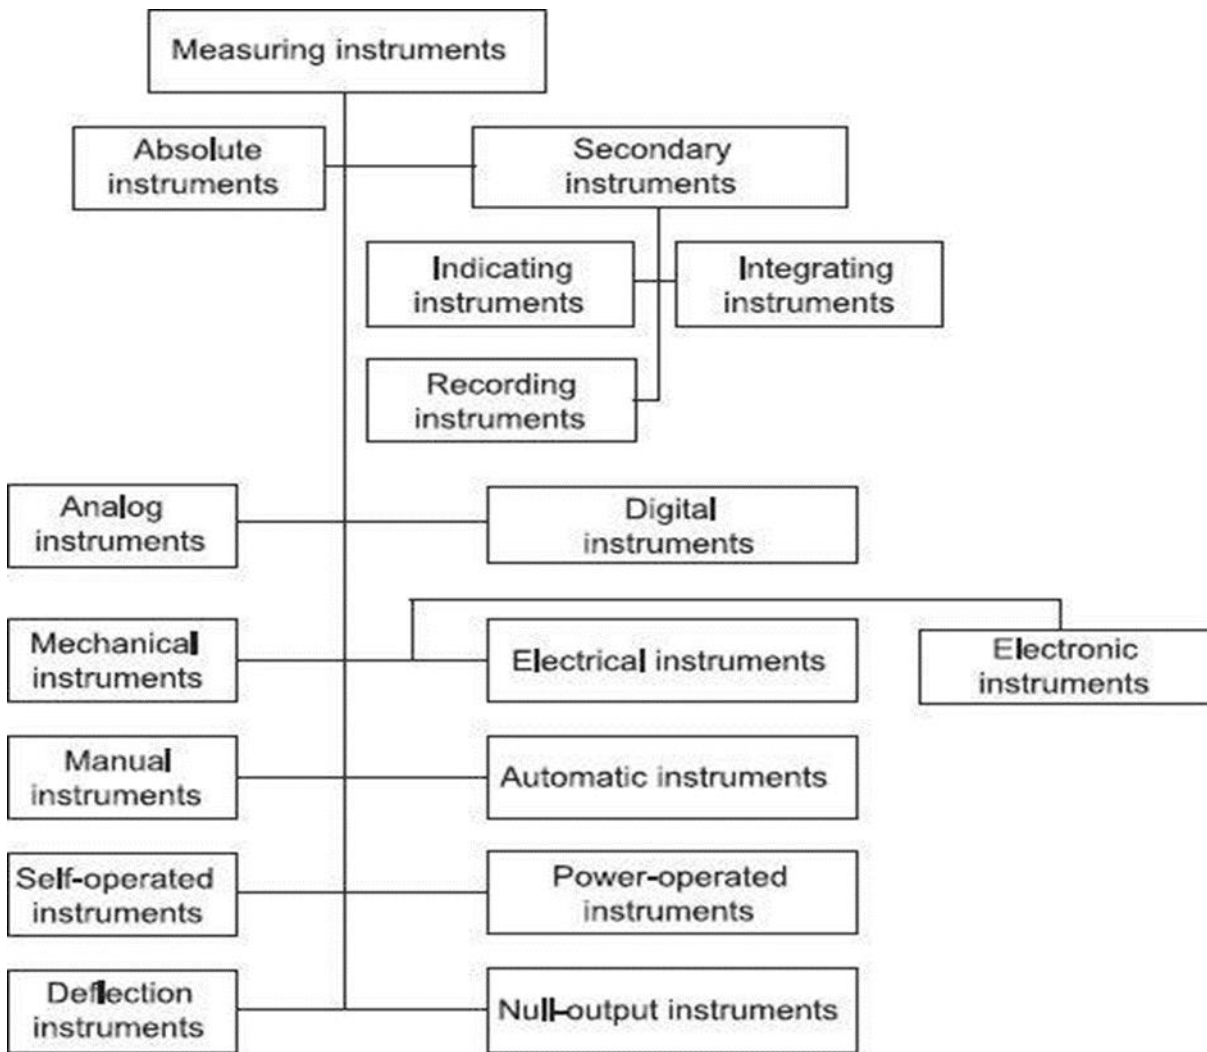 Measuring instruments
Absolute
instruments
Secondary
instruments
Indicating
instruments
Integrating
instruments
Recording
instruments
Analog
instruments
Digital
instruments
Mechanical
instruments
Electrical instruments
Electronic
instruments
Manual
instruments
Automatic instruments
Self-operated
instruments
Power-operated
instruments
Deflection
instruments
Null-output instruments